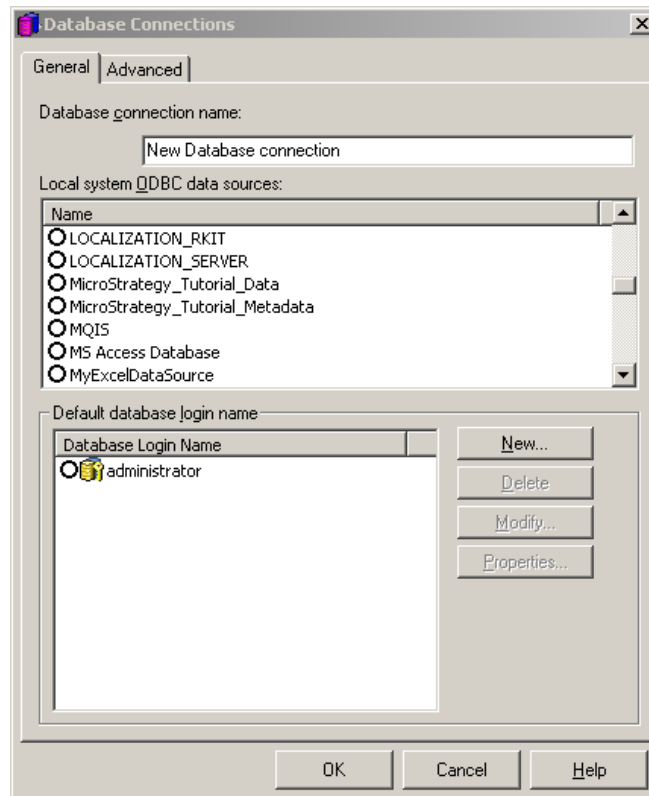 Database Connections
General
Advanced
Database connection name:
New Database connection
Local system ODBC data sources:
Name
LOCALIZATION_RKIT
LOCALIZATION_SERVER
MicroStrategy_Tutorial_Data
MicroStrategy_Tutorial_Metadata
MQIS
MS Access Database
MyExcelDataSource
Default database login name
Database Login Name
administrator
New...
Delete
Modify...
Properties...
OK
Cancel
Help